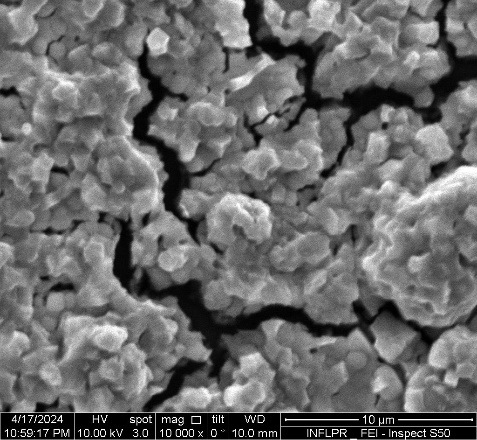 4/17/2024 HV spot mag □ tilt WD 10 µm
10:59:17 PM 10.00 kV 3.0 10 000 x 0 ° 10.0 mm INFLPR_ FEI - Inspect S50